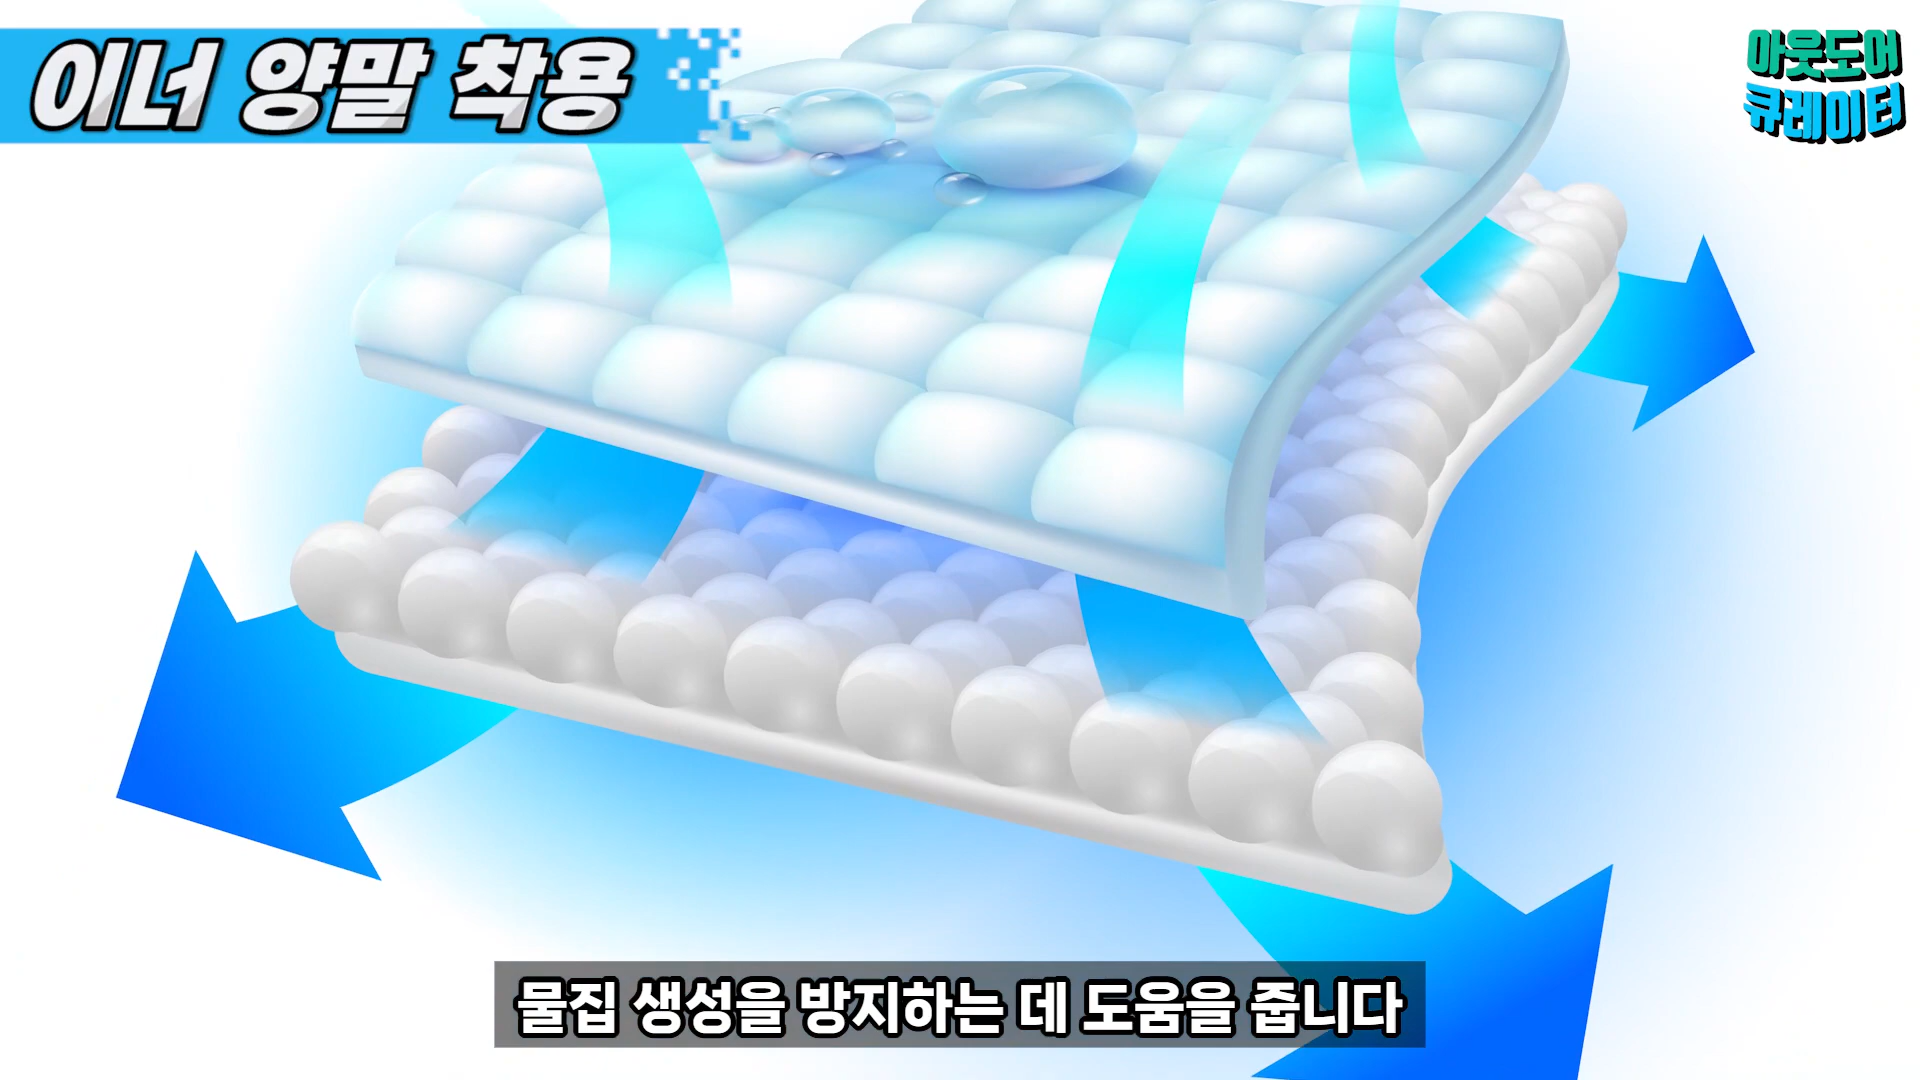 이너 양말 착용
아웃도어
큐레이터
물집 생성을 방지하는 데 도움을 줍니다